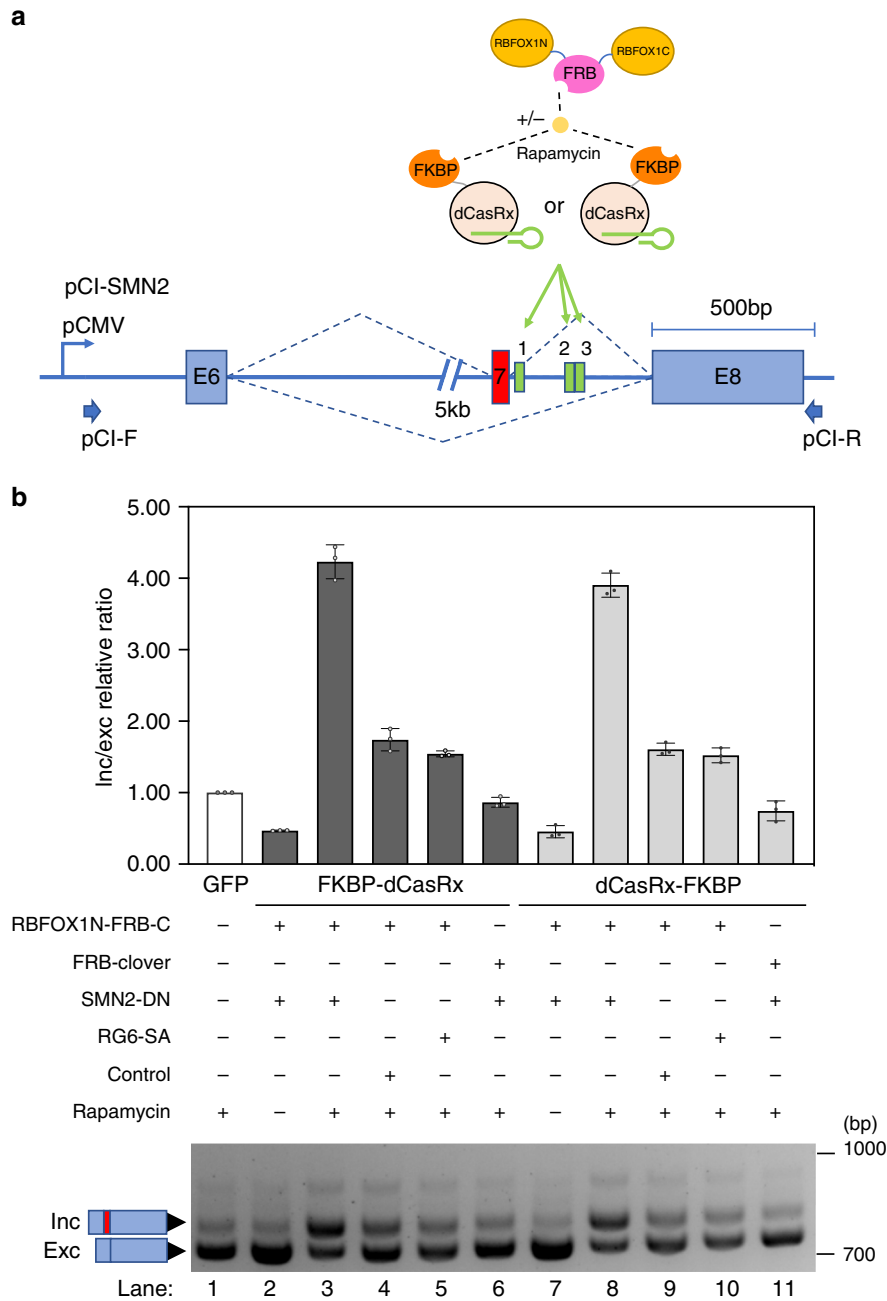 a
RBFOX1N
RBFOX1C
FRB
+/–
Rapamycin
FKBP
FKBP
dCasRx
or
dCasRx
pCI-SMN2
pCMV
500bp
1
2
3
E6
7
E8
5kb
pCI-F
pCI-R
b
Inc/exc relative ratio
5.00
4.00
2.00
1.00
0.00
GFP
FKBP-dCasRx
dCasRx-FKBP
RBFOX1N-FRB-C – + + + + – + + + + –
FRB-clover – – – – – + – – – – +
SMN2-DN – + + – – + + + – – +
RG6-SA – – – – + – – – – + –
Control – – – + – – – – + – –
Rapamycin + – + + + + – + + + +
(bp)
1000
Inc
Exc
700
Lane: 1 2 3 4 5 6 7 8 9 10 11